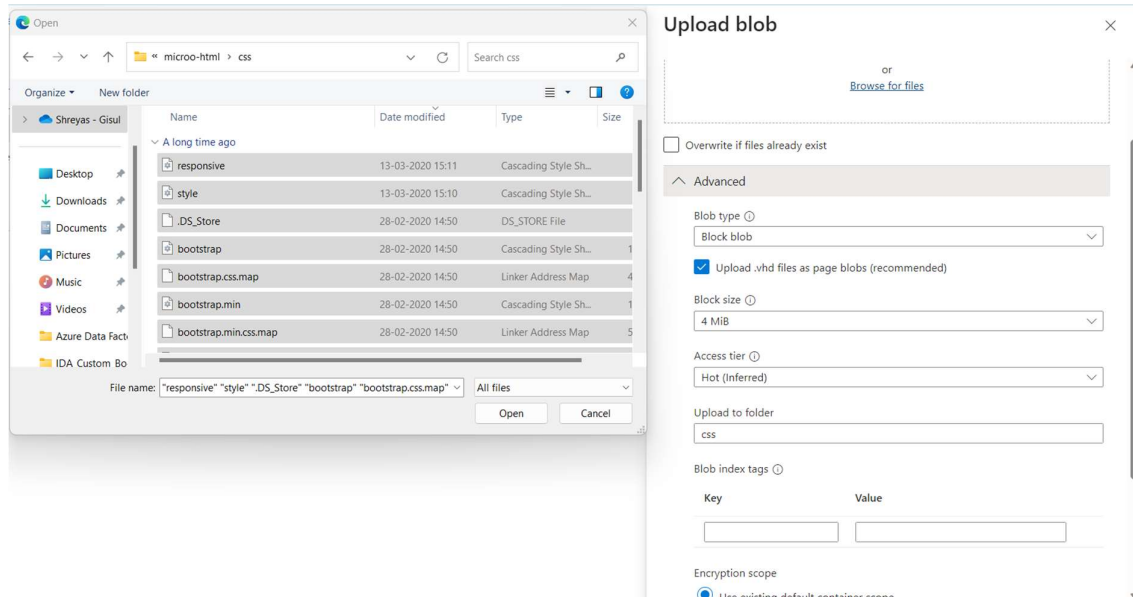 Open
« microo-html > css
Search css
Organize
New folder
Shreyas - Gisul
Desktop
Downloads
Documents
Pictures
Music
Videos
Azure Data Fact
IDA Custom Bo
Name Date modified Type Size
A long time ago
responsive 13-03-2020 15:11 Cascading Style Sh...
style 13-03-2020 15:10 Cascading Style Sh...
.DS_Store 28-02-2020 14:50 DS_STORE File
bootstrap 28-02-2020 14:50 Cascading Style Sh... 1
bootstrap.css.map 28-02-2020 14:50 Linker Address Map 4
bootstrap.min 28-02-2020 14:50 Cascading Style Sh... 1
bootstrap.min.css.map 28-02-2020 14:50 Linker Address Map 5
File name: "responsive" "style" ".DS_Store" "bootstrap" "bootstrap.css.map"
All files
Open
Cancel
Upload blob
or
Browse for files
Overwrite if files already exist
Advanced
Blob type
Block blob
Upload .vhd files as page blobs (recommended)
Block size
4 MiB
Access tier
Hot (Inferred)
Upload to folder
css
Blob index tags
Key Value
Encryption scope
Use existing default container scope